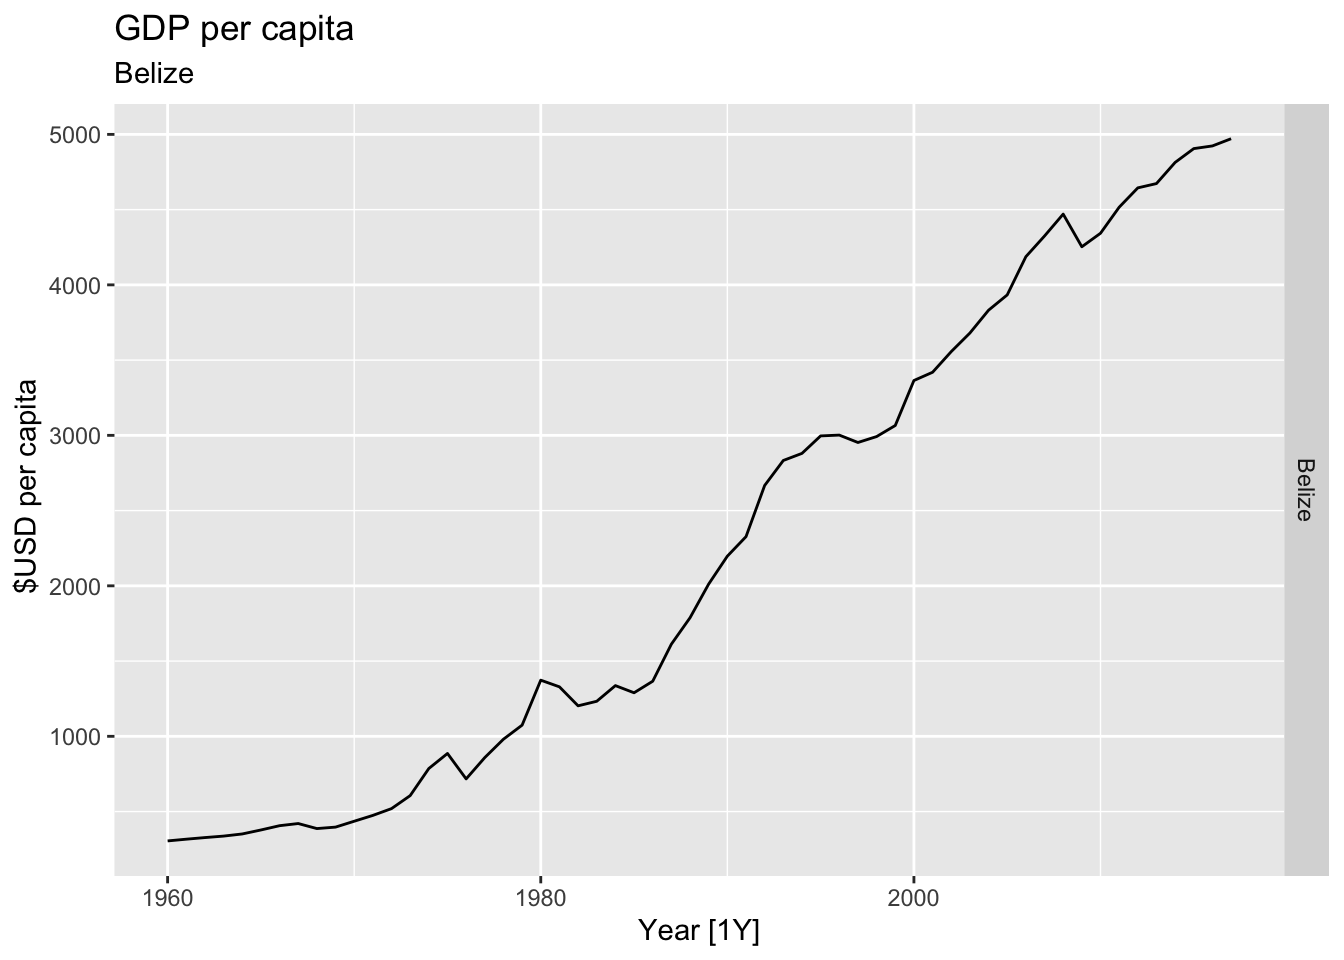 GDP per capita
Belize
5000
4000
3000
2000
1000
$USD per capita
Belize
1960 1980 2000
Year [1Y]